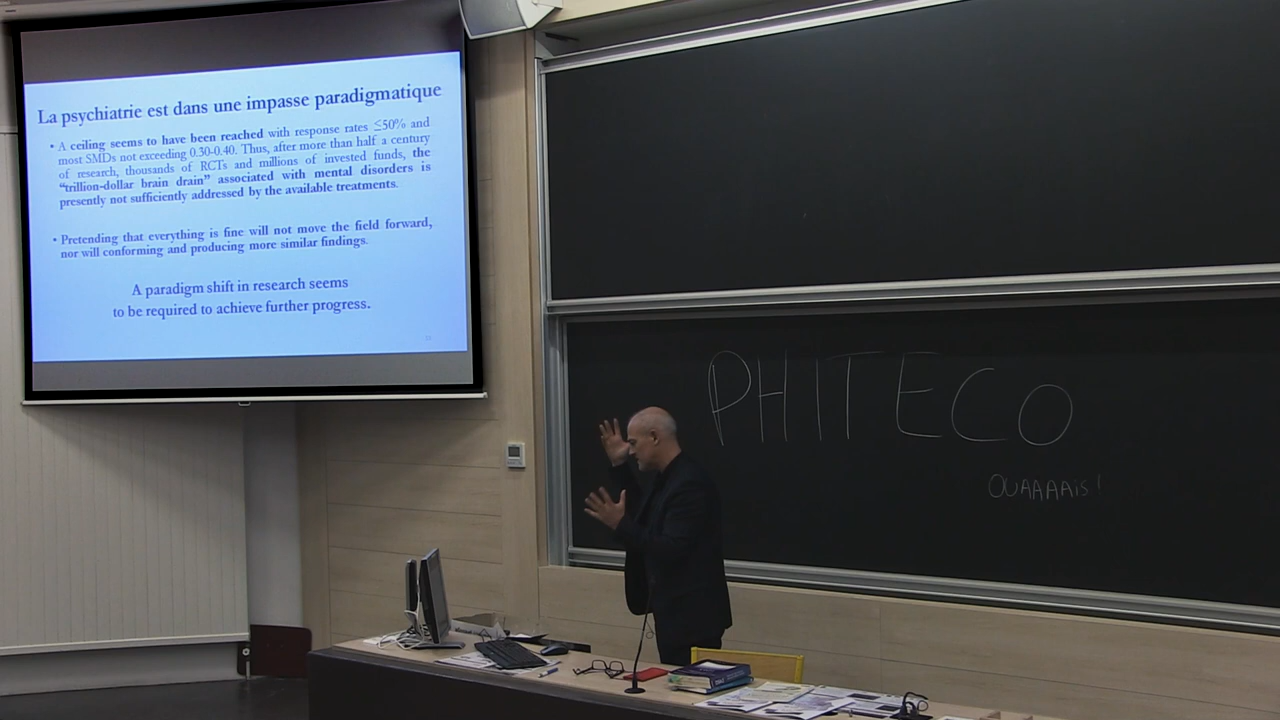 La psychiatrie est dans une impasse paradigmatique
• A ceiling seems to have been reached with response rates ≤50% and
most SMDs not exceeding 0.30-0.40. Thus, after more than half a century
of research, thousands of RCTs and millions of invested funds, the
“trillion-dollar brain drain” associated with mental disorders is
presently not sufficiently addressed by the available treatments.
• Pretending that everything is fine will not move the field forward,
nor will conforming and producing more similar findings.
A paradigm shift in research seems
to be required to achieve further progress.
PHITECO
OUAAAAiS !